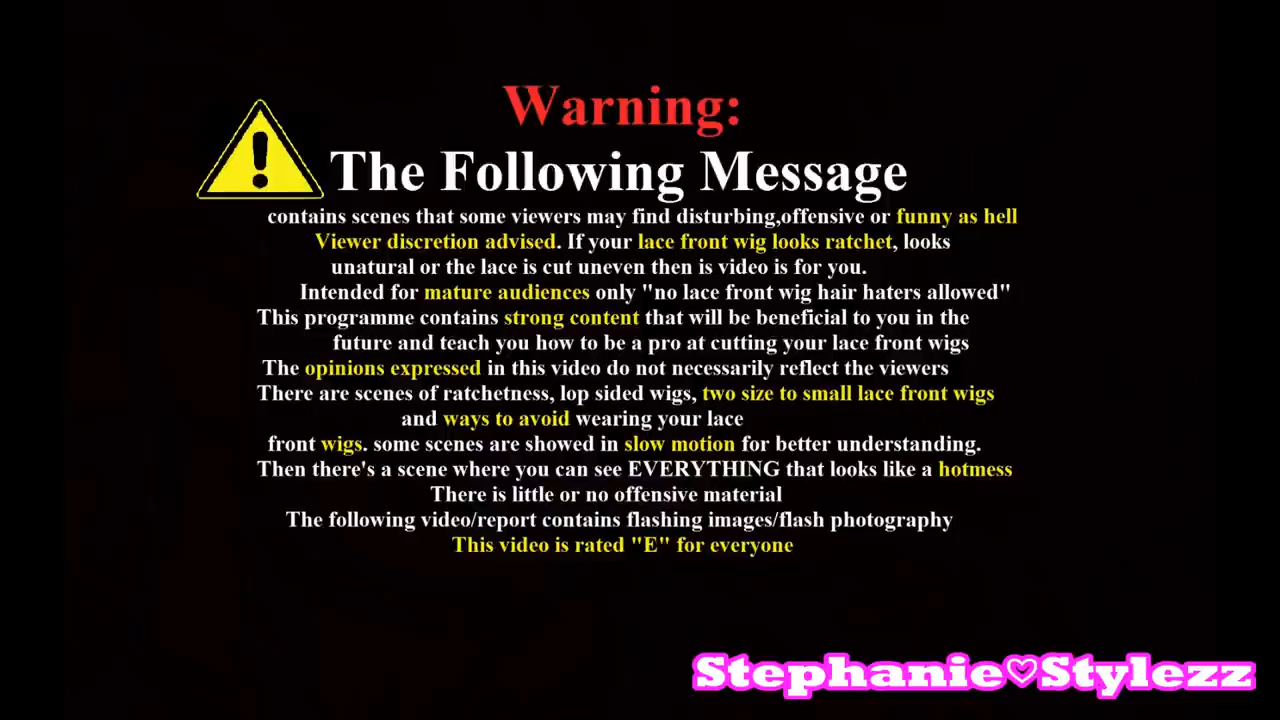 Warning:
The Following Message
contains scenes that some viewers may find disturbing,offensive or funny as hell
Viewer discretion advised. If your lace front wig looks ratchet, looks
unatural or the lace is cut uneven then is video is for you.
Intended for mature audiences only "no lace front wig hair haters allowed"
This programme contains strong content that will be beneficial to you in the
future and teach you how to be a pro at cutting your lace front wigs
The opinions expressed in this video do not necessarily reflect the viewers
There are scenes of ratchetness, lop sided wigs, two size to small lace front wigs
and ways to avoid wearing your lace
front wigs. some scenes are showed in slow motion for better understanding.
Then there's a scene where you can see EVERYTHING that looks like a hotmess
There is little or no offensive material
The following video/report contains flashing images/flash photography
This video is rated "E" for everyone
Stephanie♡Stylezz